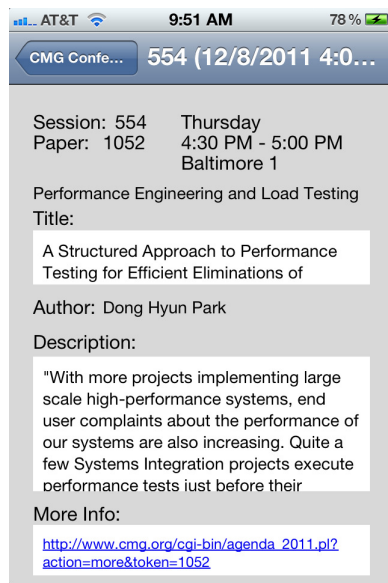 AT&T 9:51 AM 78%
CMG Confe... 554 (12/8/2011 4:0...
Session: 554 Thursday
Paper: 1052 4:30 PM - 5:00 PM
Baltimore 1
Performance Engineering and Load Testing
Title:
A Structured Approach to Performance
Testing for Efficient Eliminations of
Author: Dong Hyun Park
Description:
"With more projects implementing large
scale high-performance systems, end
user complaints about the performance of
our systems are also increasing. Quite a
few Systems Integration projects execute
performance tests just before their
More Info:
http://www.cmg.org/cgi-bin/agenda_2011.pl?
action=more&token=1052